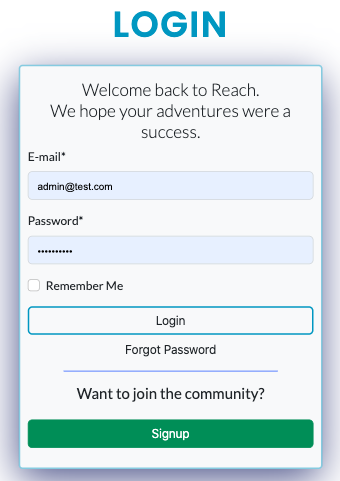 LOGIN
Welcome back to Reach.
We hope your adventures were a
success.
E-mail*
admin@test.com
Password*
••••••••••
Remember Me
Login
Forgot Password
Want to join the community?
Signup